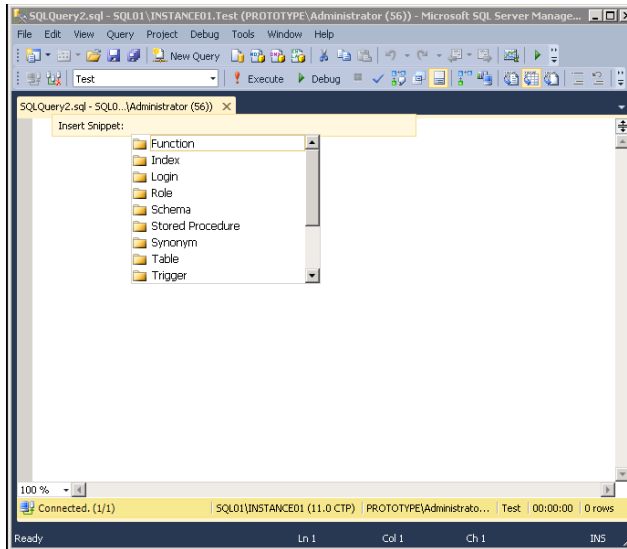 SQLQuery2.sql - SQL01\INSTANCE01.Test (PROTOTYPE\Administrator (56)) - Microsoft SQL Server Manage...
File Edit View Query Project Debug Tools Window Help
New Query
Test Execute Debug
SQLQuery2.sql - SQL0...\Administrator (56))
Insert Snippet:
Function
Index
Login
Role
Schema
Stored Procedure
Synonym
Table
Trigger
100 %
Connected. (1/1) SQL01\INSTANCE01 (11.0 CTP) PROTOTYPE\Administrato... Test 00:00:00 0 rows
Ready Ln 1 Col 1 Ch 1 INS